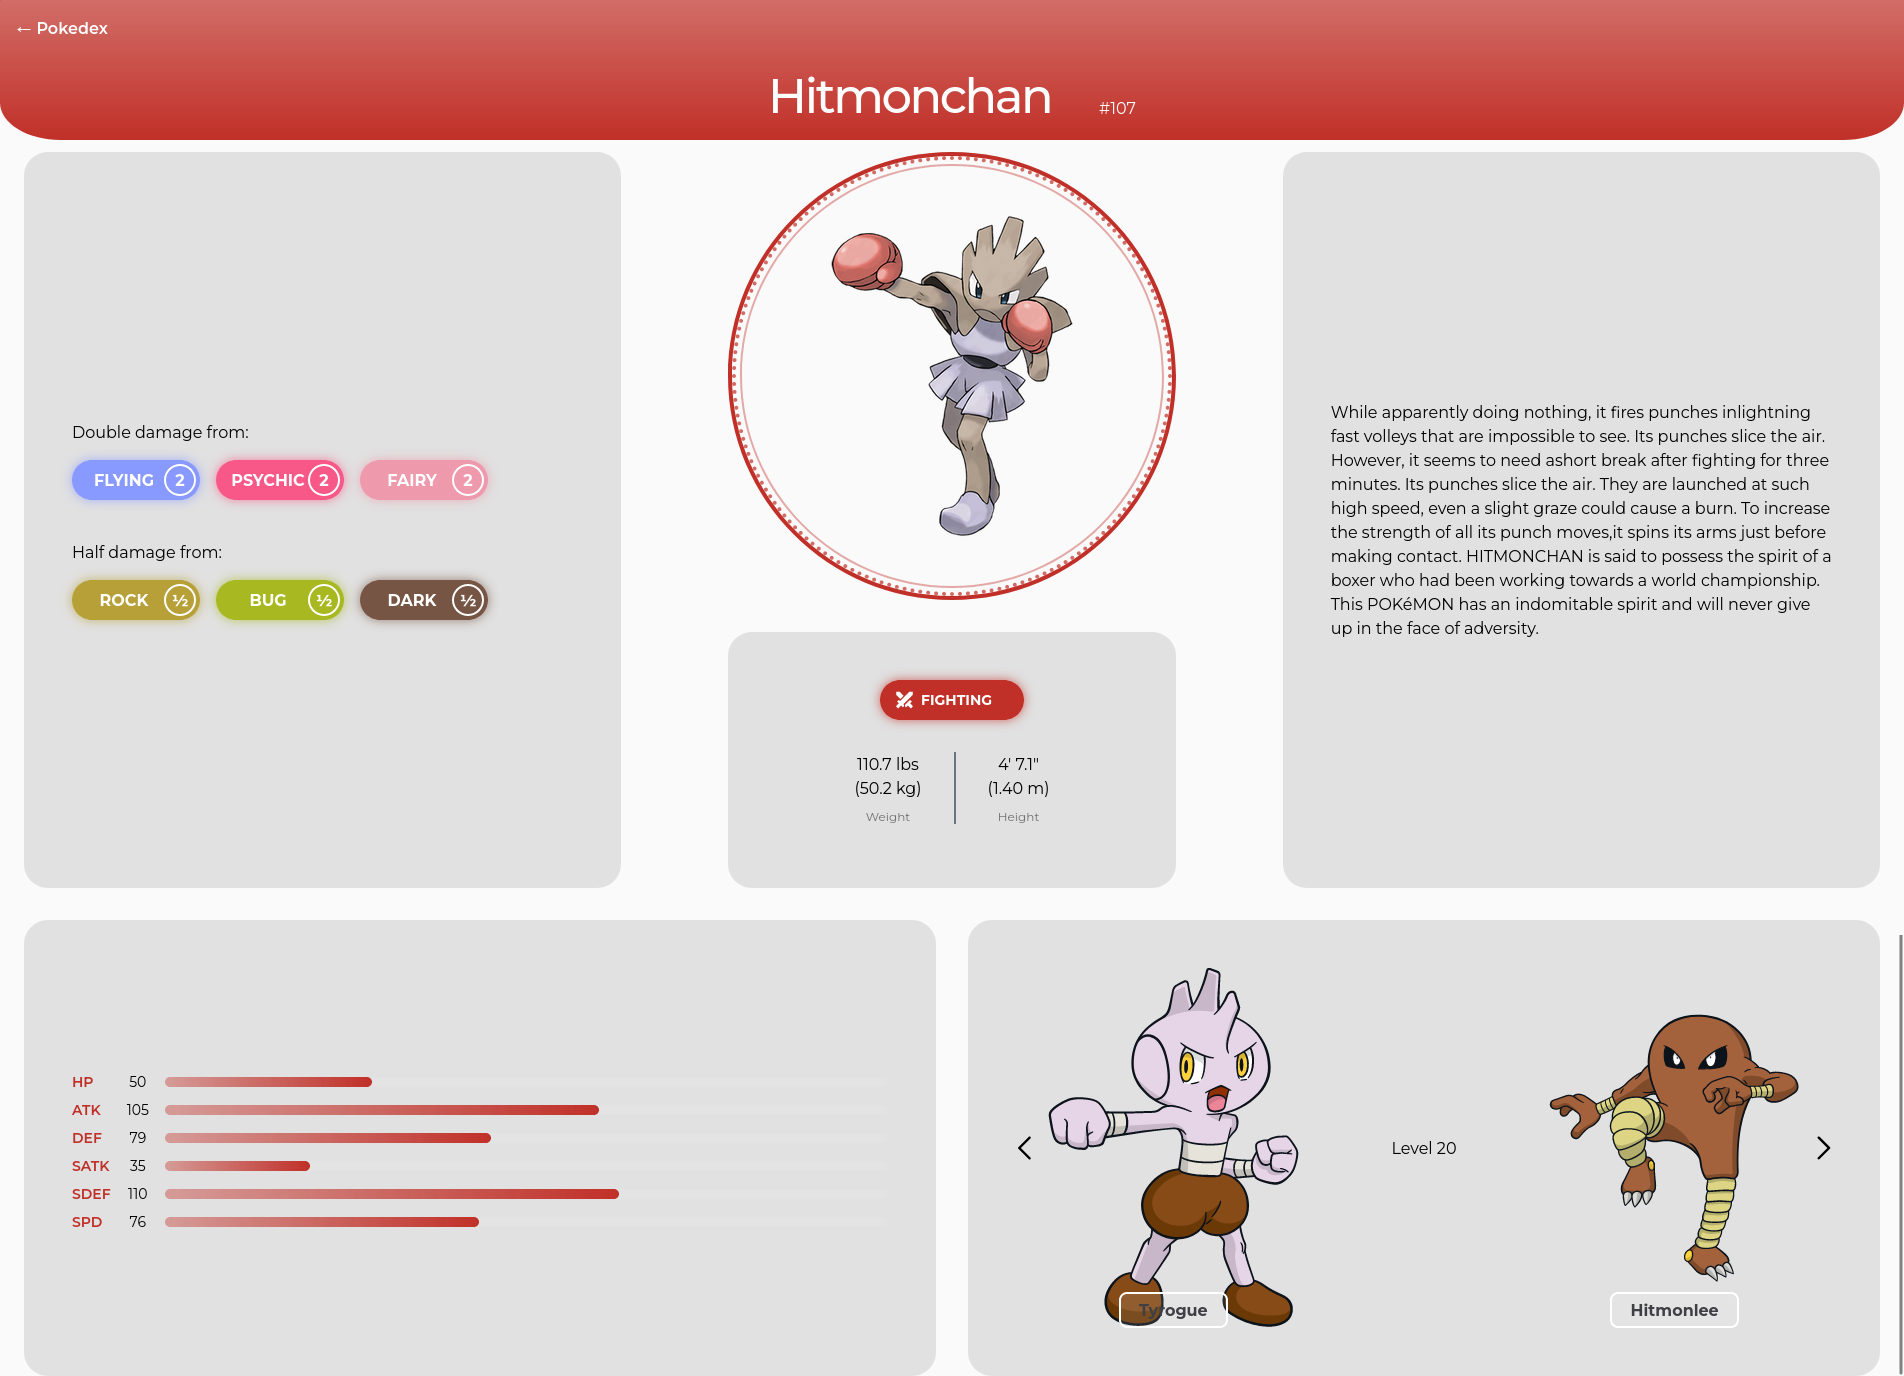 ← Pokedex
Hitmonchan #107
Double damage from:
FLYING 2 PSYCHIC 2 FAIRY 2
Half damage from:
ROCK ½ BUG ½ DARK ½
FIGHTING
110.7 lbs
(50.2 kg)
Weight
4' 7.1"
(1.40 m)
Height
While apparently doing nothing, it fires punches inlightning
fast volleys that are impossible to see. Its punches slice the air.
However, it seems to need ashort break after fighting for three
minutes. Its punches slice the air. They are launched at such
high speed, even a slight graze could cause a burn. To increase
the strength of all its punch moves,it spins its arms just before
making contact. HITMONCHAN is said to possess the spirit of a
boxer who had been working towards a world championship.
This POKéMON has an indomitable spirit and will never give
up in the face of adversity.
HP 50
ATK 105
DEF 79
SATK 35
SDEF 110
SPD 76
Level 20
Tyrogue
Hitmonlee